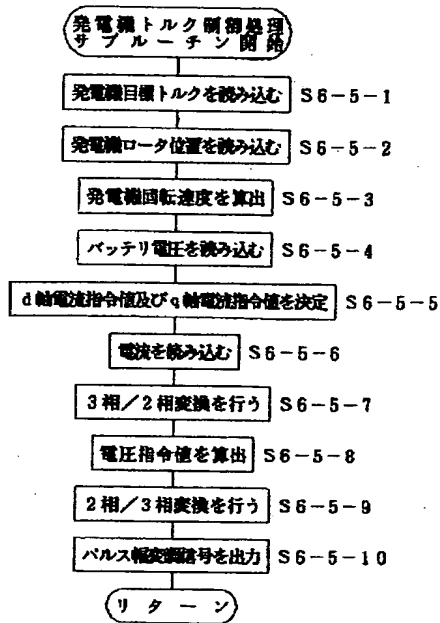 発電機トルク制御処理
サブルーチン開始
発電機目標トルクを読み込む S6-5-1
発電機ロータ位置を読み込む S6-5-2
発電機回転速度を算出 S6-5-3
バッテリ電圧を読み込む S6-5-4
d軸電流指令値及びq軸電流指令値を決定 S6-5-5
電流を読み込む S6-5-6
3相／2相変換を行う S6-5-7
電圧指令値を算出 S6-5-8
2相／3相変換を行う S6-5-9
パルス幅変調信号を出力 S6-5-10
リターン